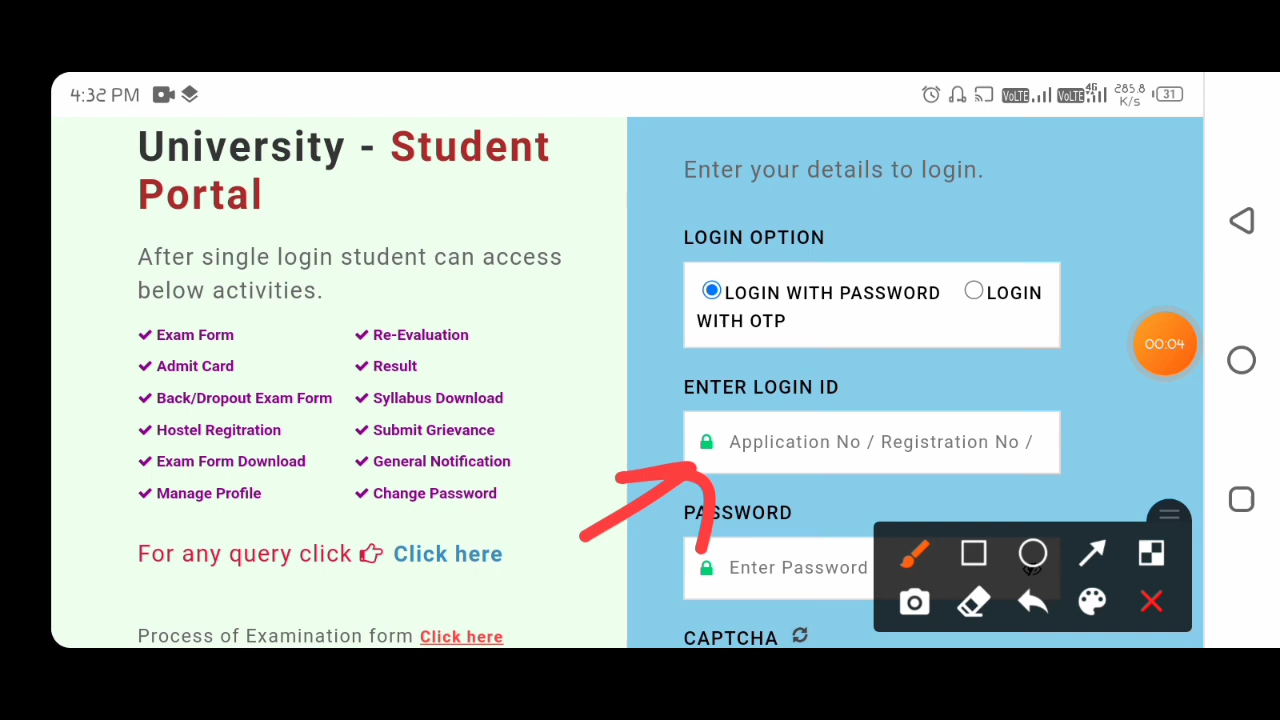 4:32 PM
VoLTE VoLTE 4G 285.8 K/s 31
University - Student
Portal
After single login student can access
below activities.
Exam Form
Re-Evaluation
Admit Card
Result
Back/Dropout Exam Form
Syllabus Download
Hostel Regitration
Submit Grievance
Exam Form Download
General Notification
Manage Profile
Change Password
For any query click Click here
Process of Examination form Click here
Enter your details to login.
LOGIN OPTION
LOGIN WITH PASSWORD LOGIN
WITH OTP
ENTER LOGIN ID
Application No / Registration No /
PASSWORD
Enter Password
CAPTCHA
00:04